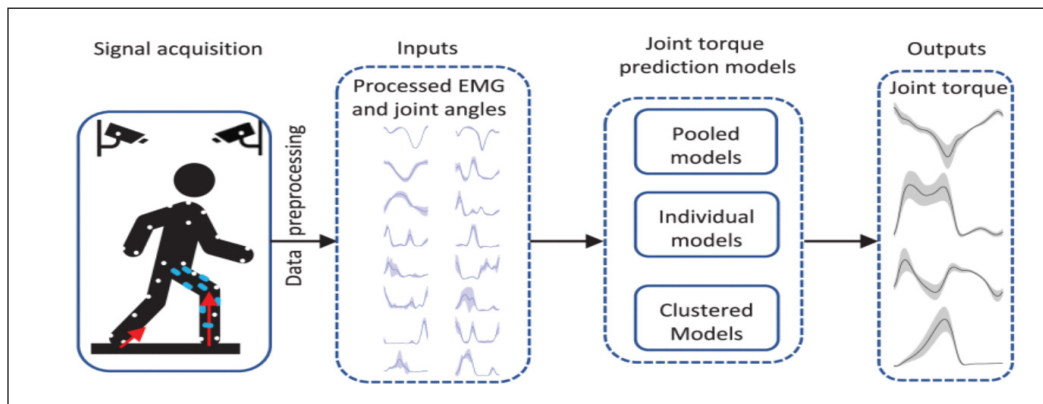 Signal acquisition
Inputs
Joint torque
prediction models
Outputs
Data preprocessing
Processed EMG
and joint angles
Pooled
models
Individual
models
Clustered
Models
Joint torque